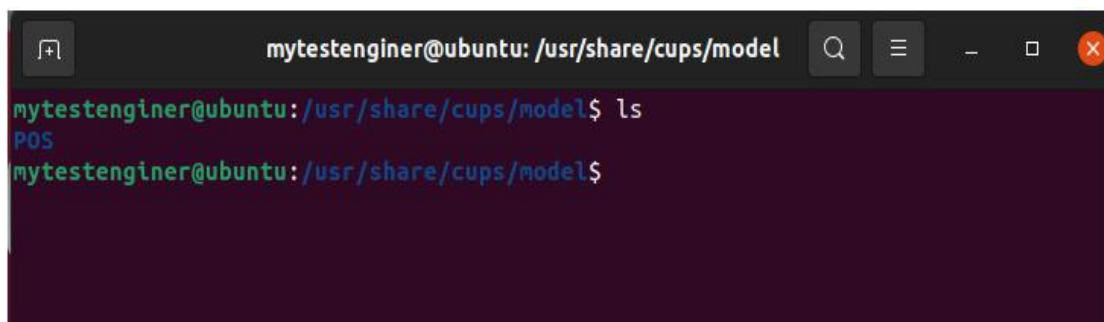 mytestenginer@ubuntu: /usr/share/cups/model
mytestenginer@ubuntu:/usr/share/cups/model$ ls
POS
mytestenginer@ubuntu:/usr/share/cups/model$